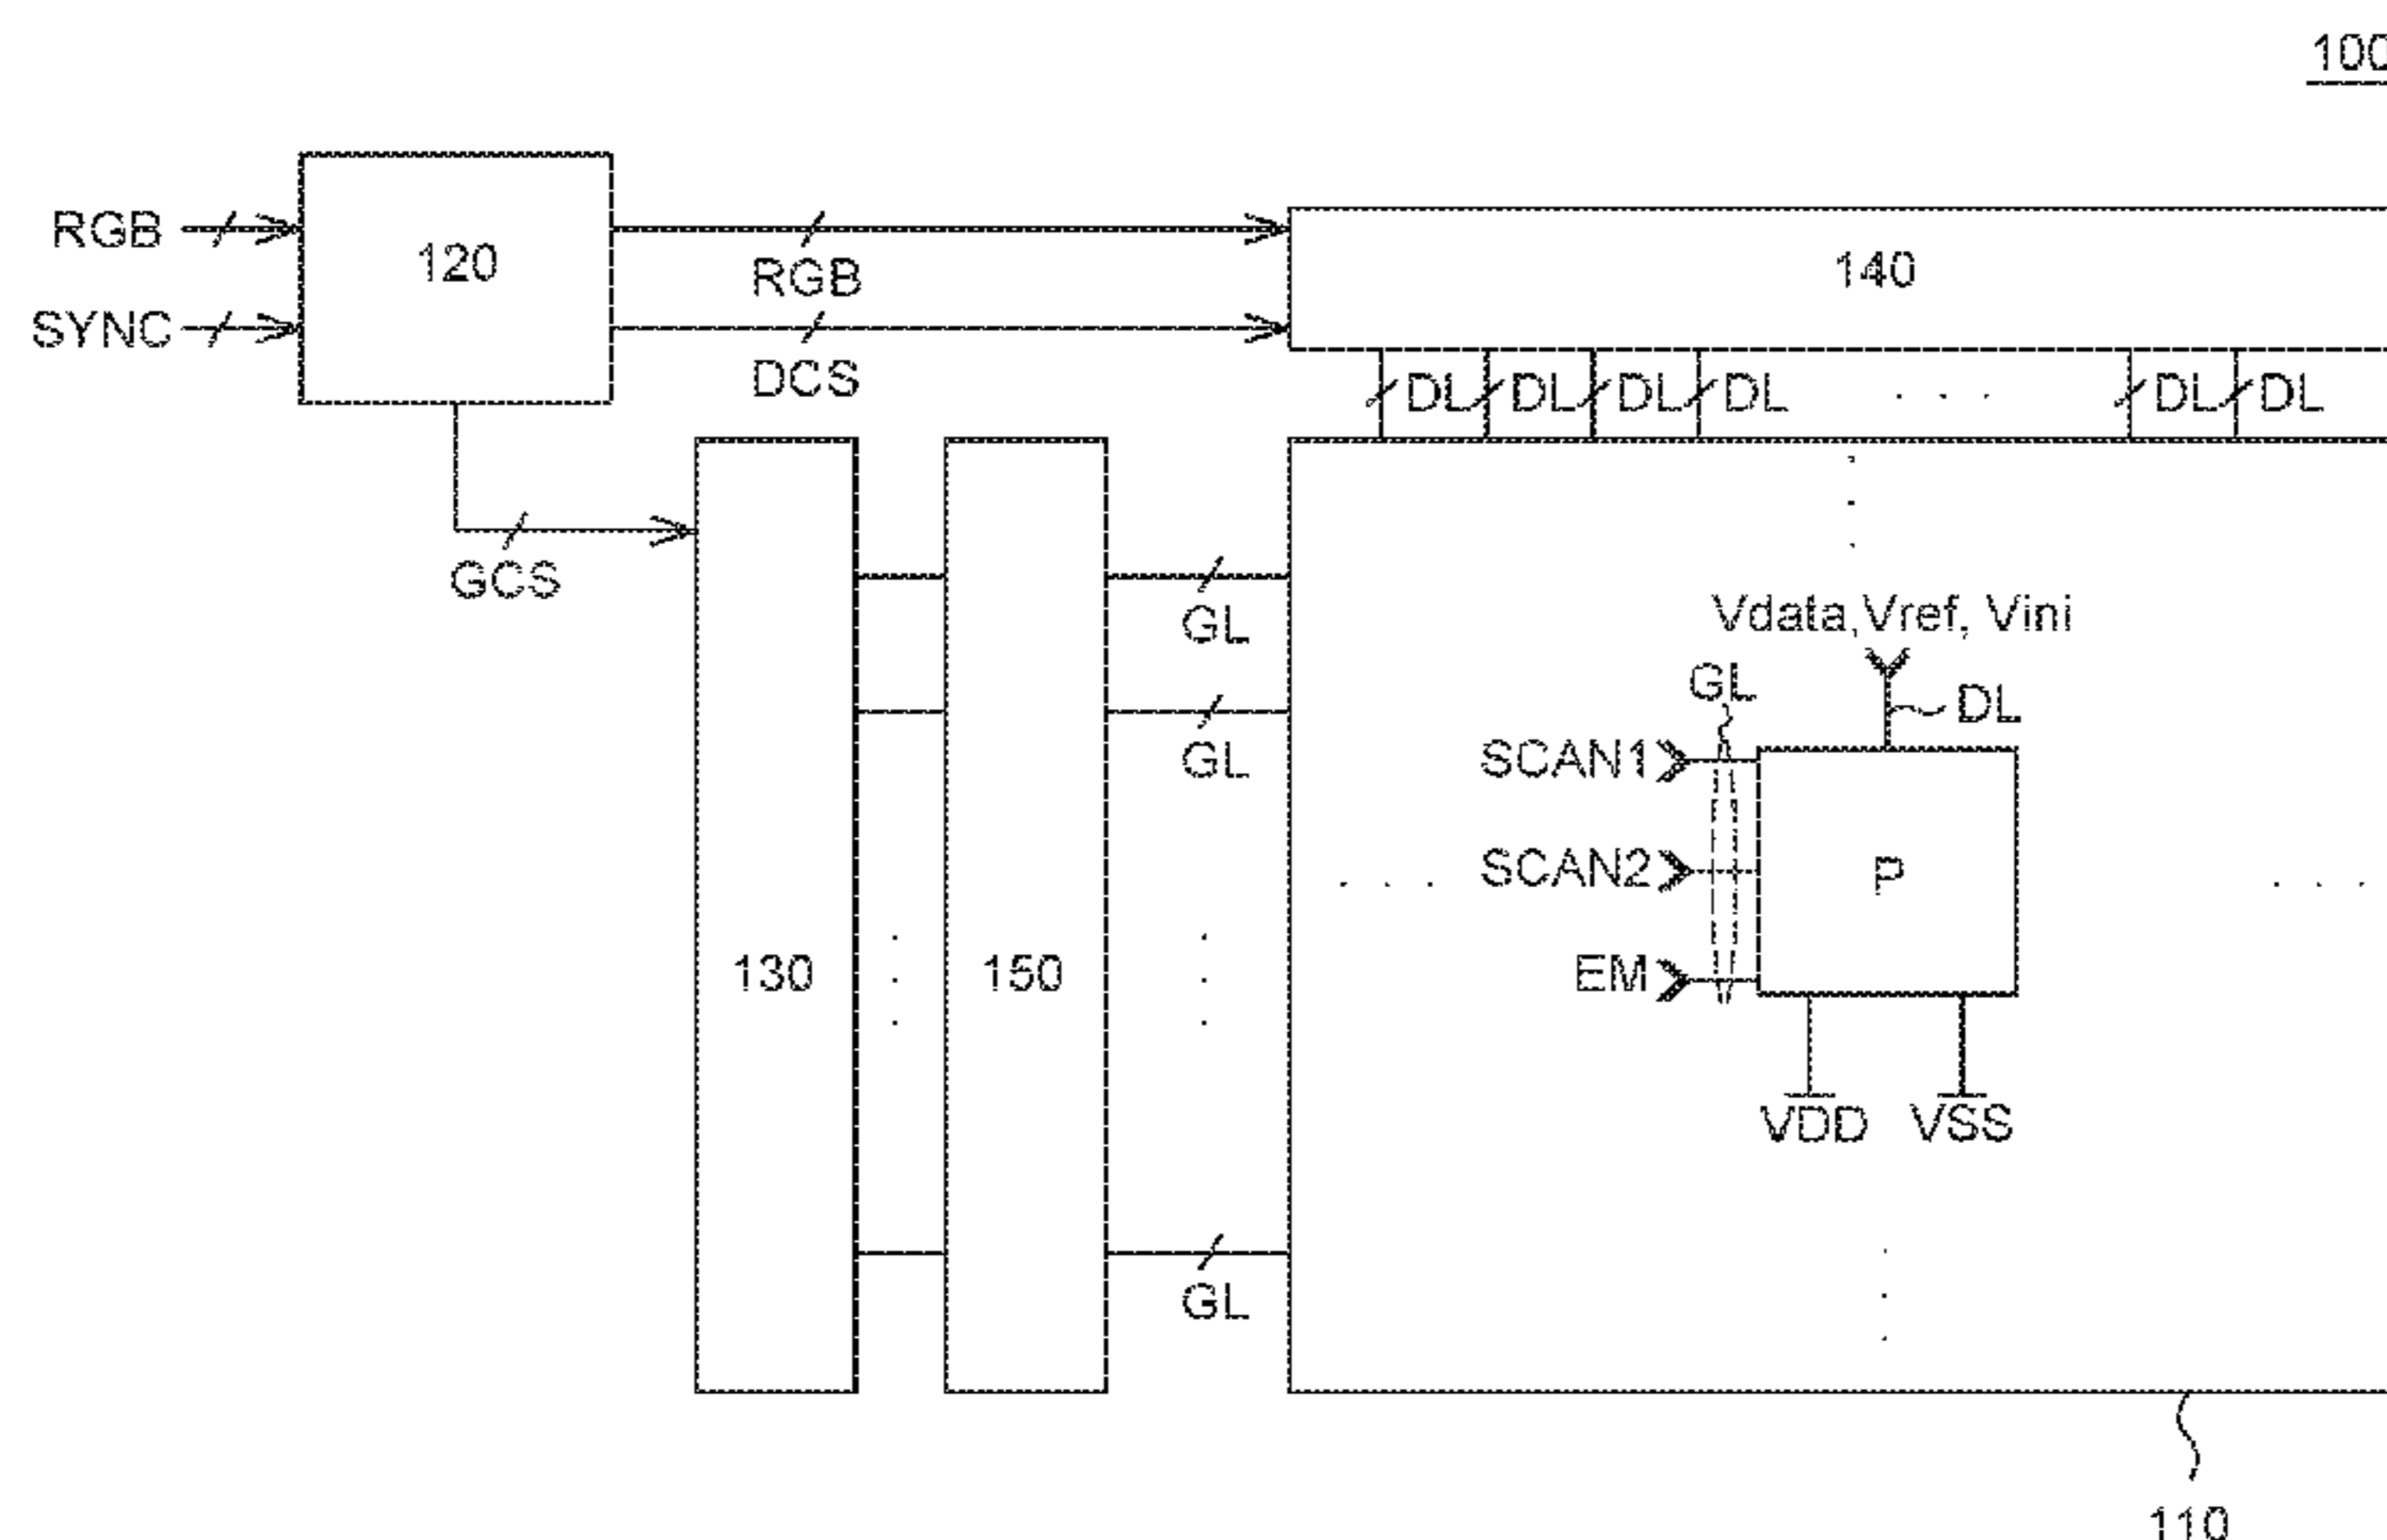 100
RGB
120
RGB
140
SYNC
DCS
DL DL DL DL DL DL
GCS
GL
Vdata,Vref, Vini
GL
DL
GL
SCAN1
SCAN2
P
EM
130
150
VDD VSS
GL
110